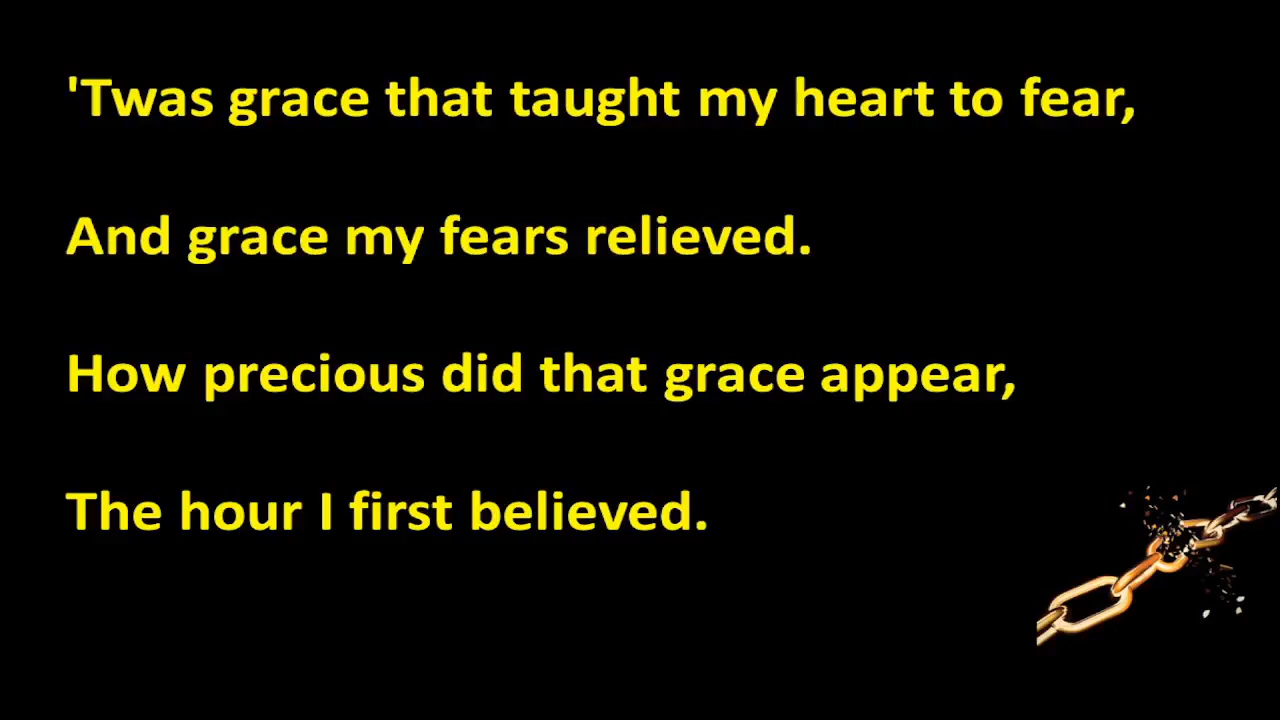 'Twas grace that taught my heart to fear,
And grace my fears relieved.
How precious did that grace appear,
The hour I first believed.